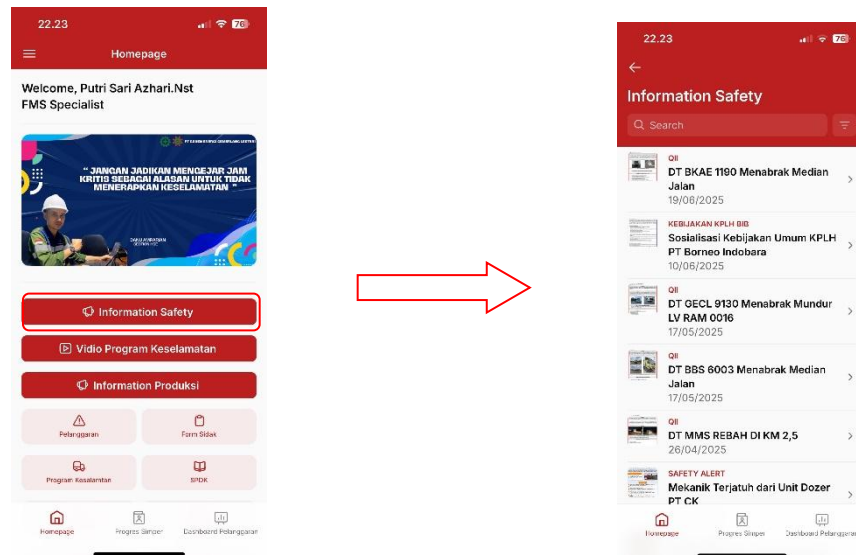 22.23
76
Homepage
Welcome, Putri Sari Azhari.Nst
FMS Specialist
“ JANGAN JADIKAN MENGEJAR JAM
KRITIS SEBAGAI ALASAN UNTUK TIDAK
MENERAPKAN KESELAMATAN ”
Information Safety
Vidio Program Keselamatan
Information Produksi
Pelanggaran
Form Sidak
Program Keselamtan
SPDK
Homepage
Progres Simper
Dashboard Pelanggaran
22.23
76
Information Safety
Search
QII
DT BKAE 1190 Menabrak Median
Jalan
19/06/2025
KEBIJAKAN KPLH BIB
Sosialisasi Kebijakan Umum KPLH
PT Borneo Indobara
10/06/2025
QII
DT GECL 9130 Menabrak Mundur
LV RAM 0016
17/05/2025
QII
DT BBS 6003 Menabrak Median
Jalan
17/05/2025
QII
DT MMS REBAH DI KM 2,5
26/04/2025
SAFETY ALERT
Mekanik Terjatuh dari Unit Dozer
PT CK
Homepage
Progres Simper
Dashboard Pelanggaran